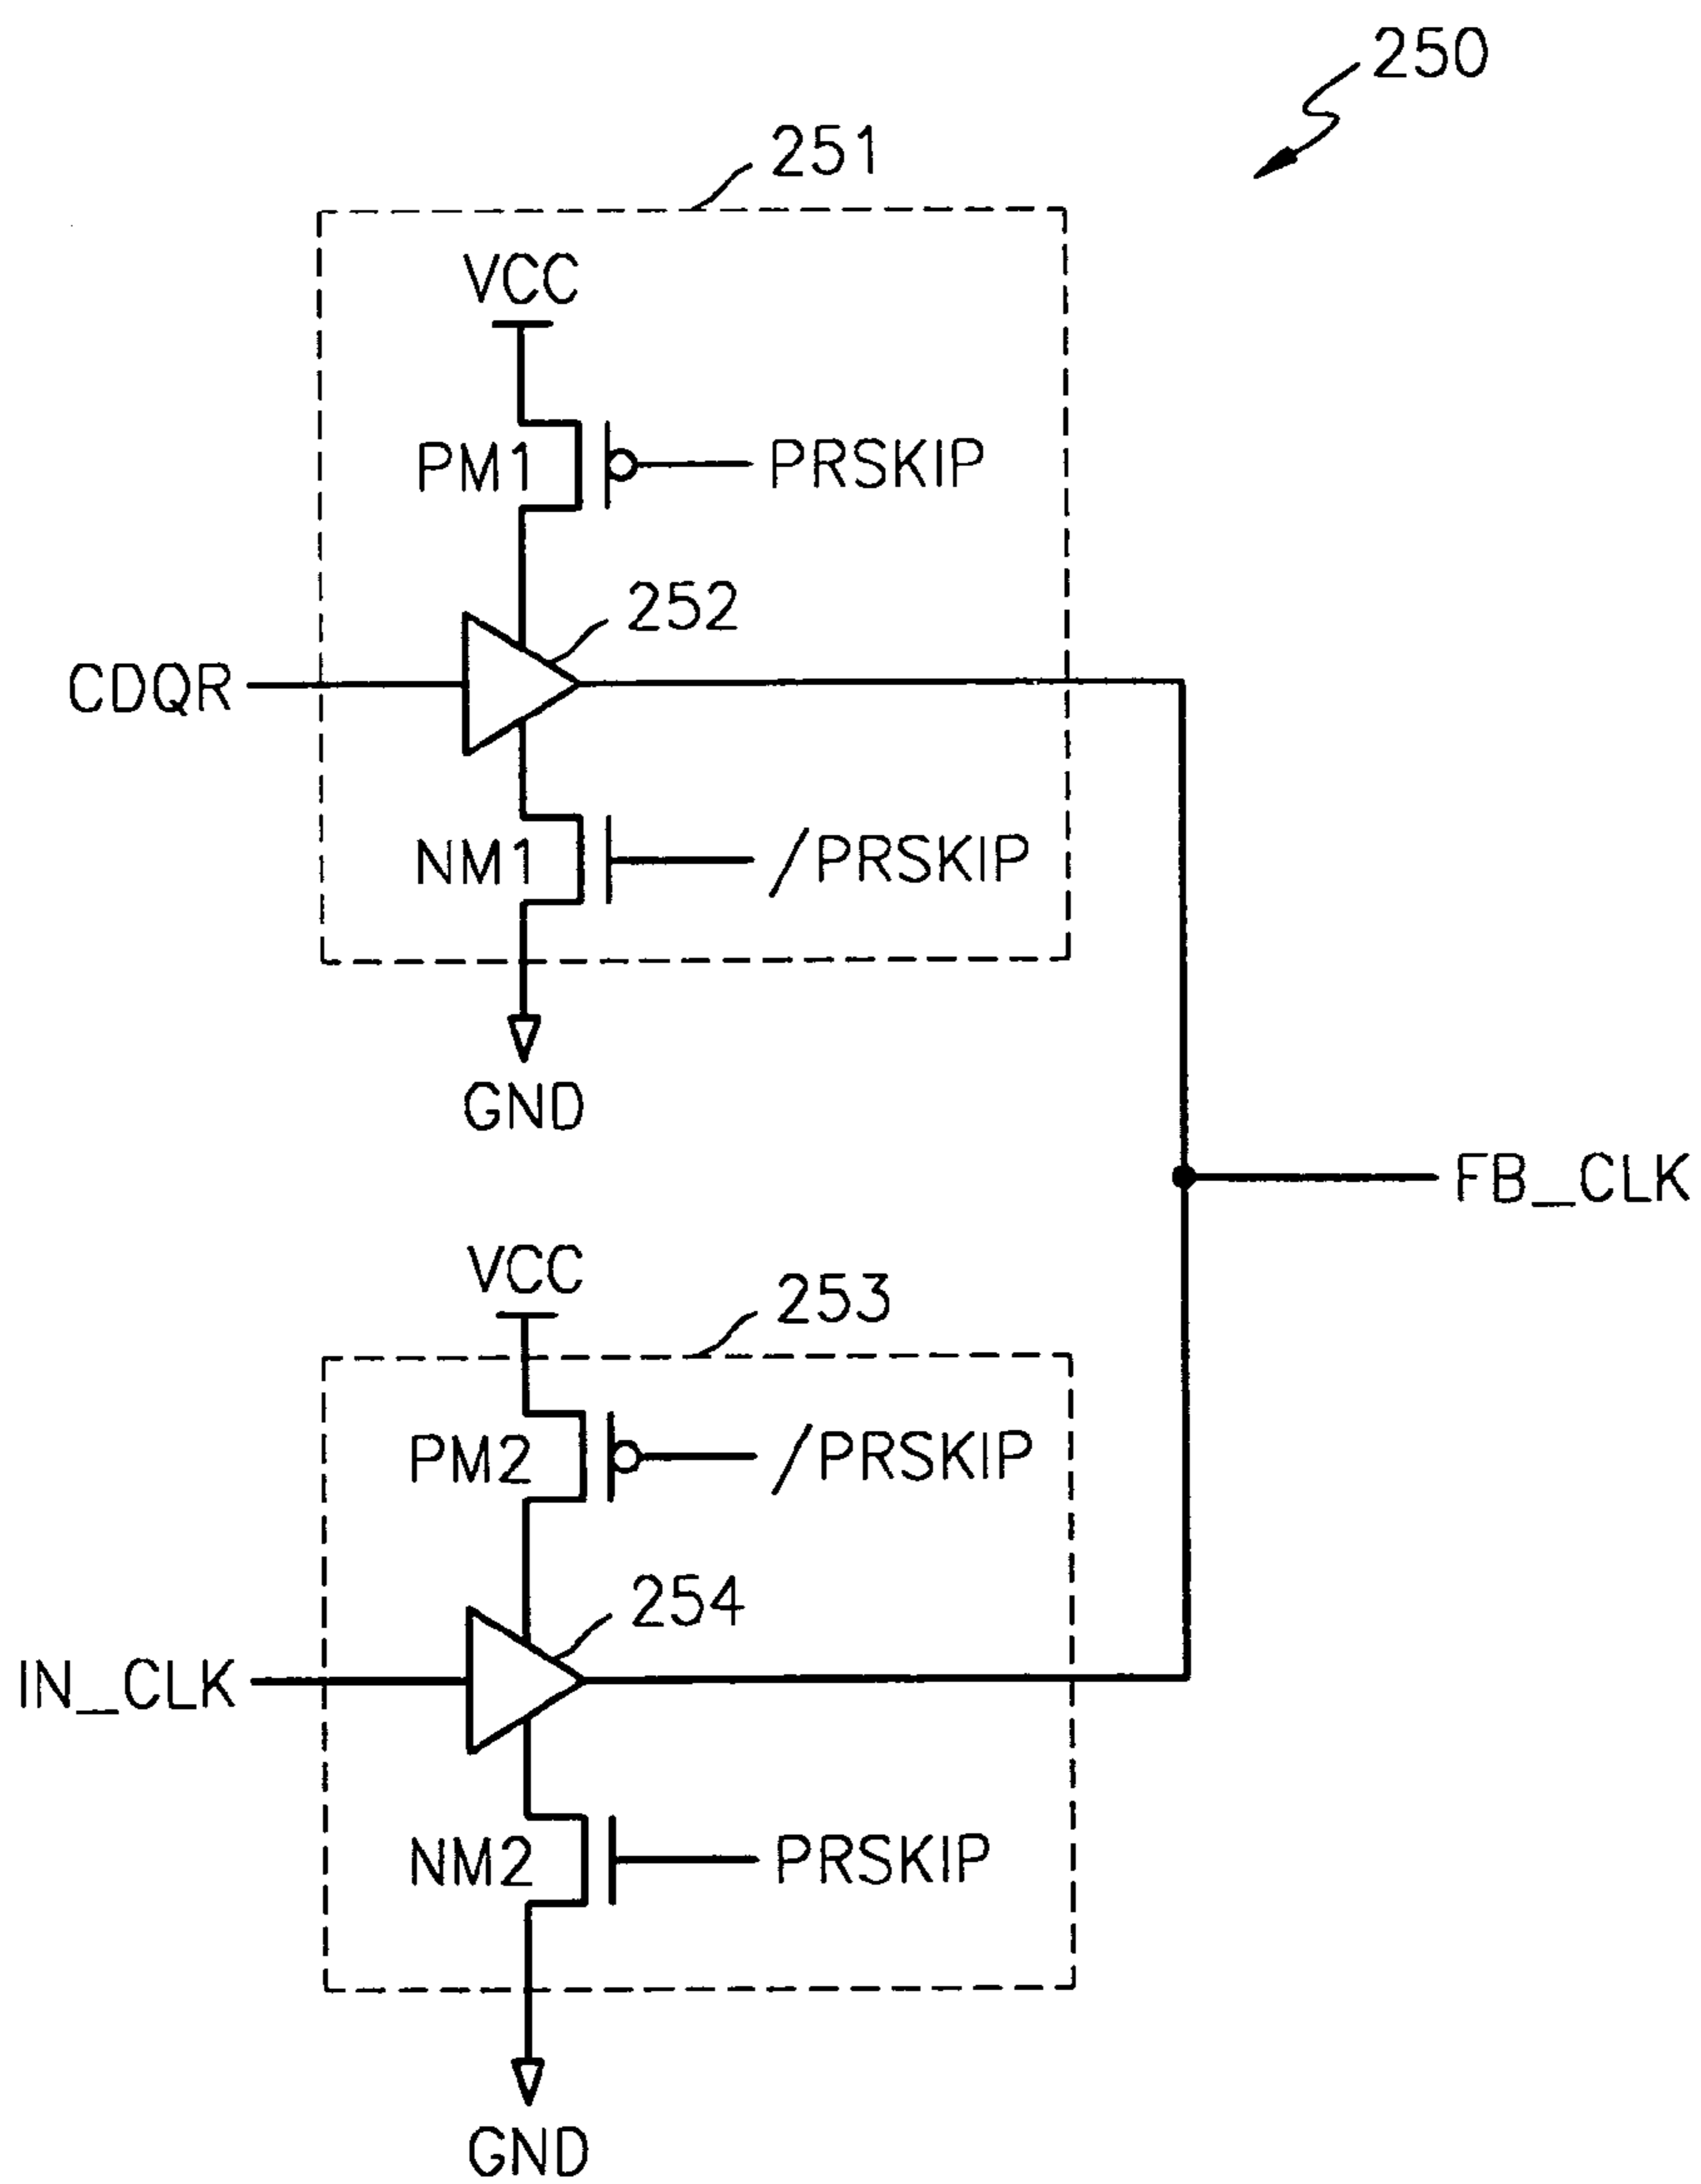 250
251
VCC
PM1
PRSKIP
252
CDQR
NM1
/PRSKIP
GND
FB_CLK
VCC
253
PM2
/PRSKIP
254
IN_CLK
NM2
PRSKIP
GND